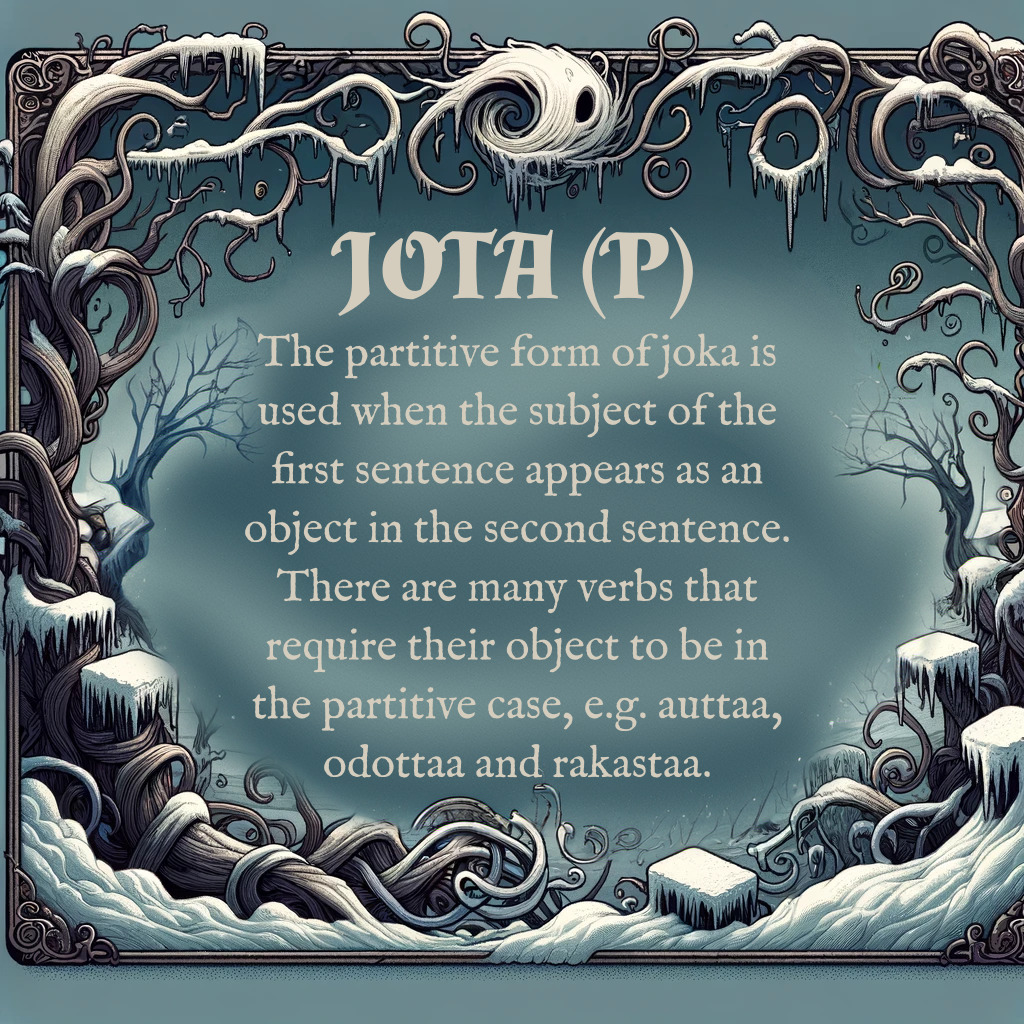 JOTA (P)
The partitive form of joka is
used when the subject of the
first sentence appears as an
object in the second sentence.
There are many verbs that
require their object to be in
the partitive case, e.g. auttaa,
odottaa and rakastaa.